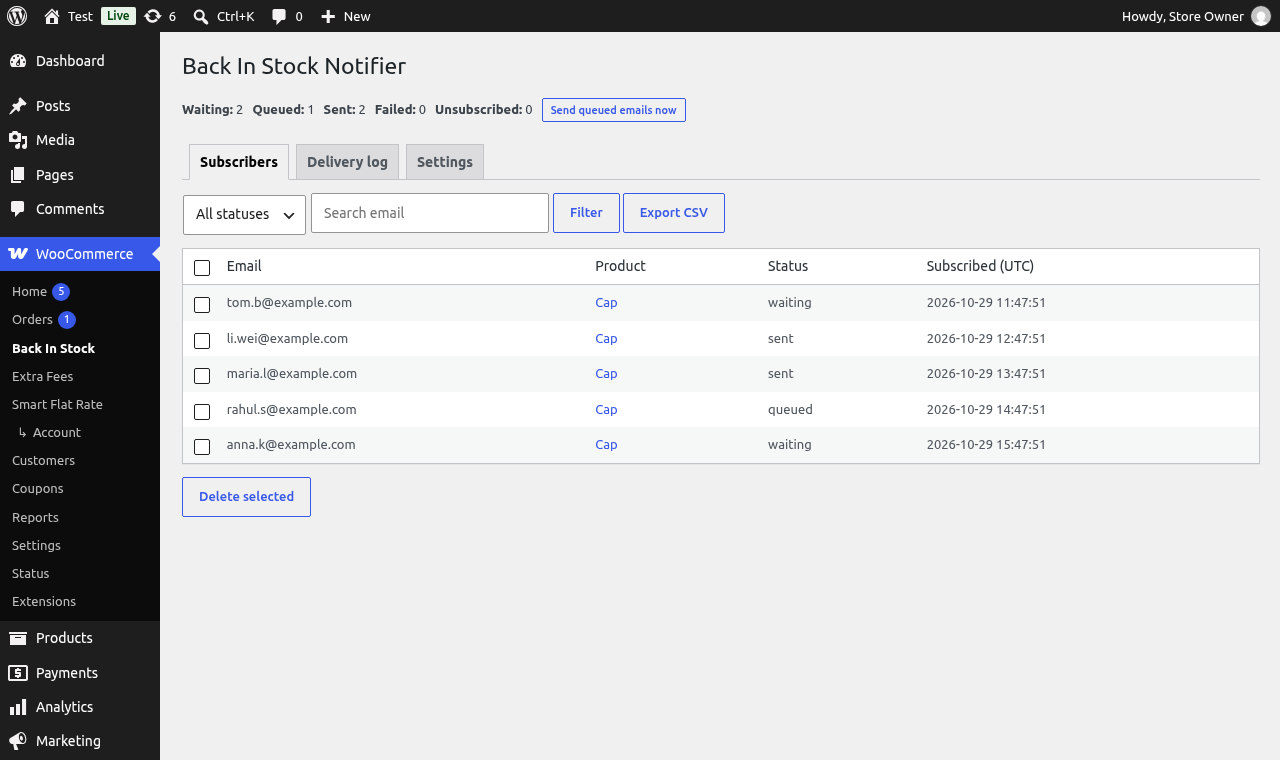 Test Live 6 Ctrl+K 0 New Howdy, Store Owner
Dashboard
Posts
Media
Pages
Comments
WooCommerce
Home 5
Orders 1
Back In Stock
Extra Fees
Smart Flat Rate
↳ Account
Customers
Coupons
Reports
Settings
Status
Extensions
Products
Payments
Analytics
Marketing
Back In Stock Notifier
Waiting: 2 Queued: 1 Sent: 2 Failed: 0 Unsubscribed: 0 Send queued emails now
Subscribers Delivery log Settings
All statuses Search email Filter Export CSV
Email Product Status Subscribed (UTC)
tom.b@example.com Cap waiting 2026-10-29 11:47:51
li.wei@example.com Cap sent 2026-10-29 12:47:51
maria.l@example.com Cap sent 2026-10-29 13:47:51
rahul.s@example.com Cap queued 2026-10-29 14:47:51
anna.k@example.com Cap waiting 2026-10-29 15:47:51
Delete selected